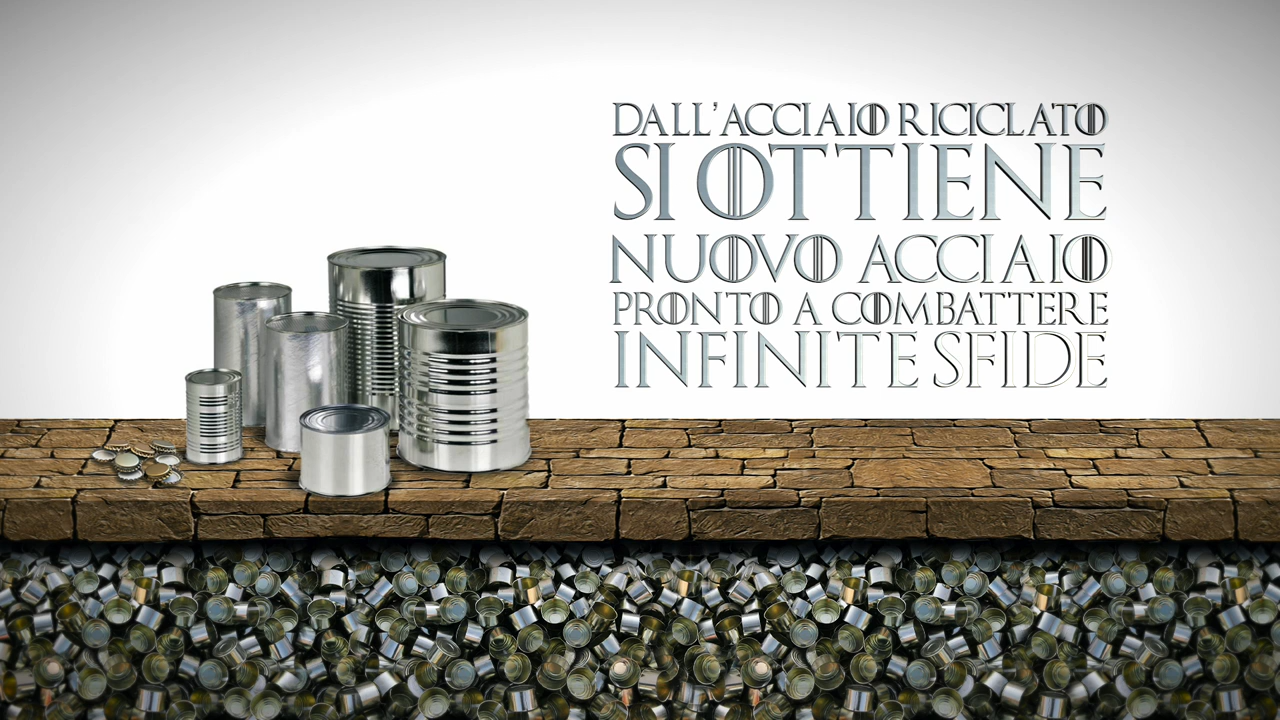 DALL'ACCIAIO RICICLATO
SI OTTIENE
NUOVO ACCIAIO
PRONTO A COMBATTERE
INFINITE SFIDE